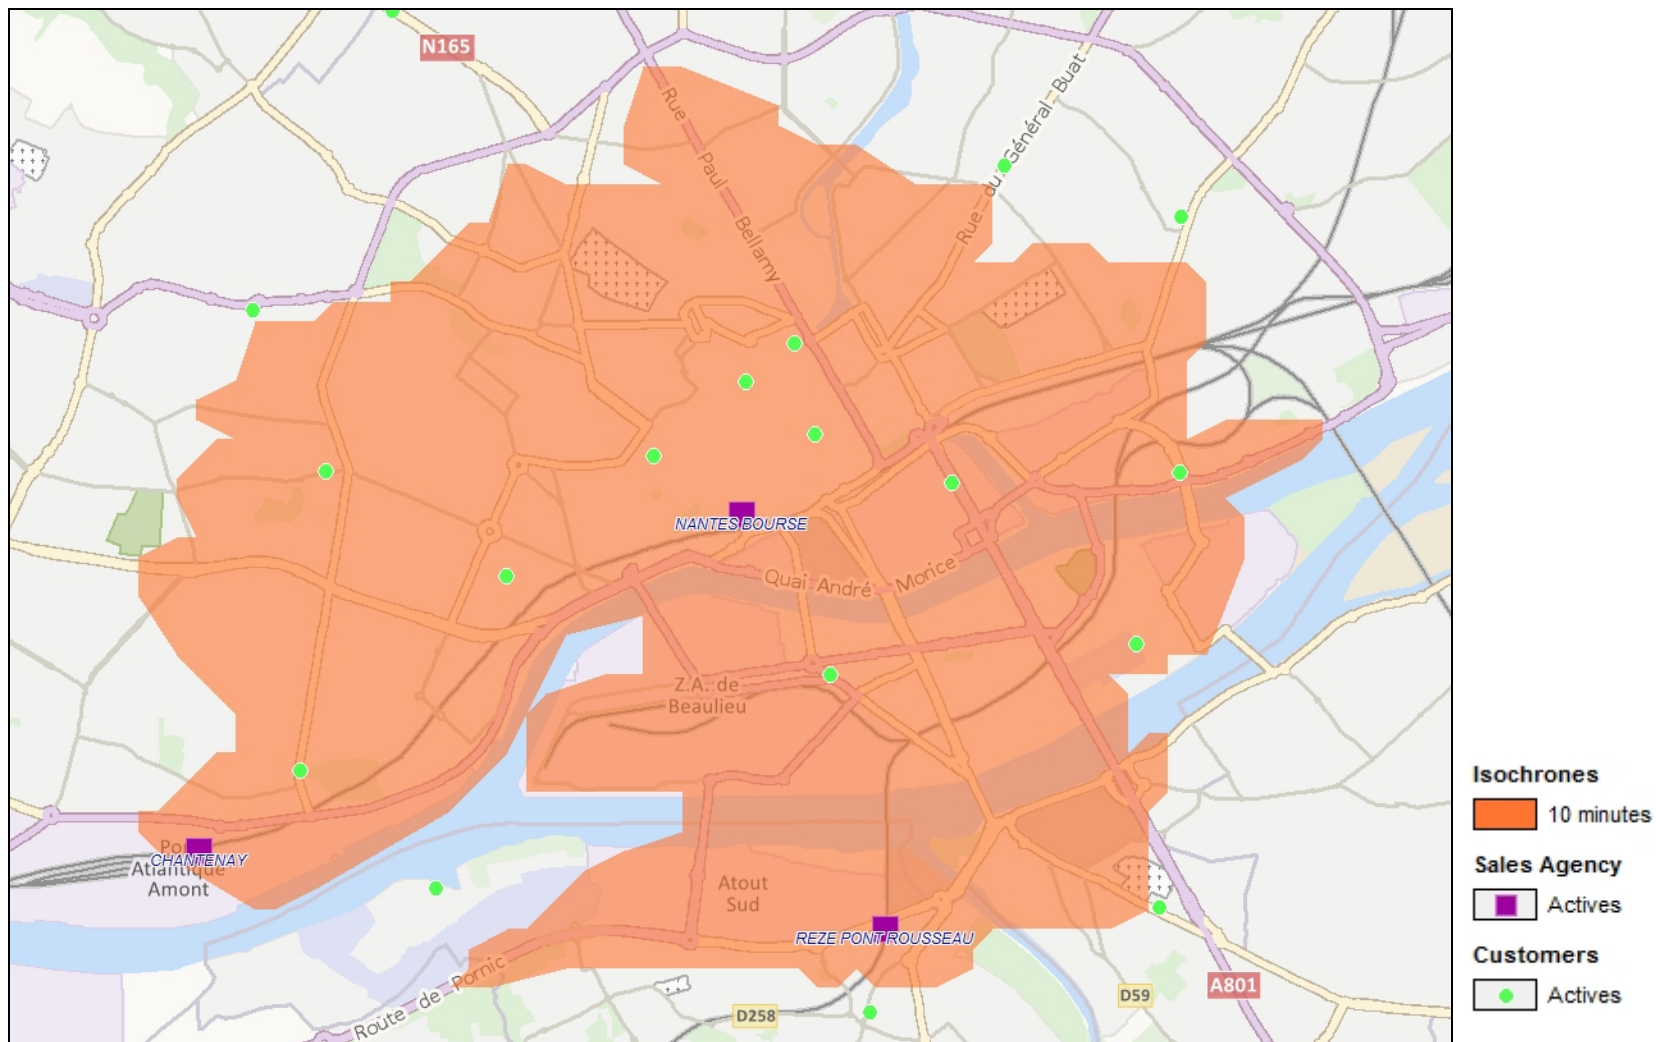 N165
Rue Paul Bellamy
Rue du Général Buat
NANTES BOURSE
Quai André Morice
Z.A. de
Beaulieu
CHANTENAY
Atlantique
Amont
Atout
Sud
REZE PONT ROUSSEAU
Route de Pornic
D258
D59
A801
Isochrones
10 minutes
Sales Agency
Actives
Customers
Actives